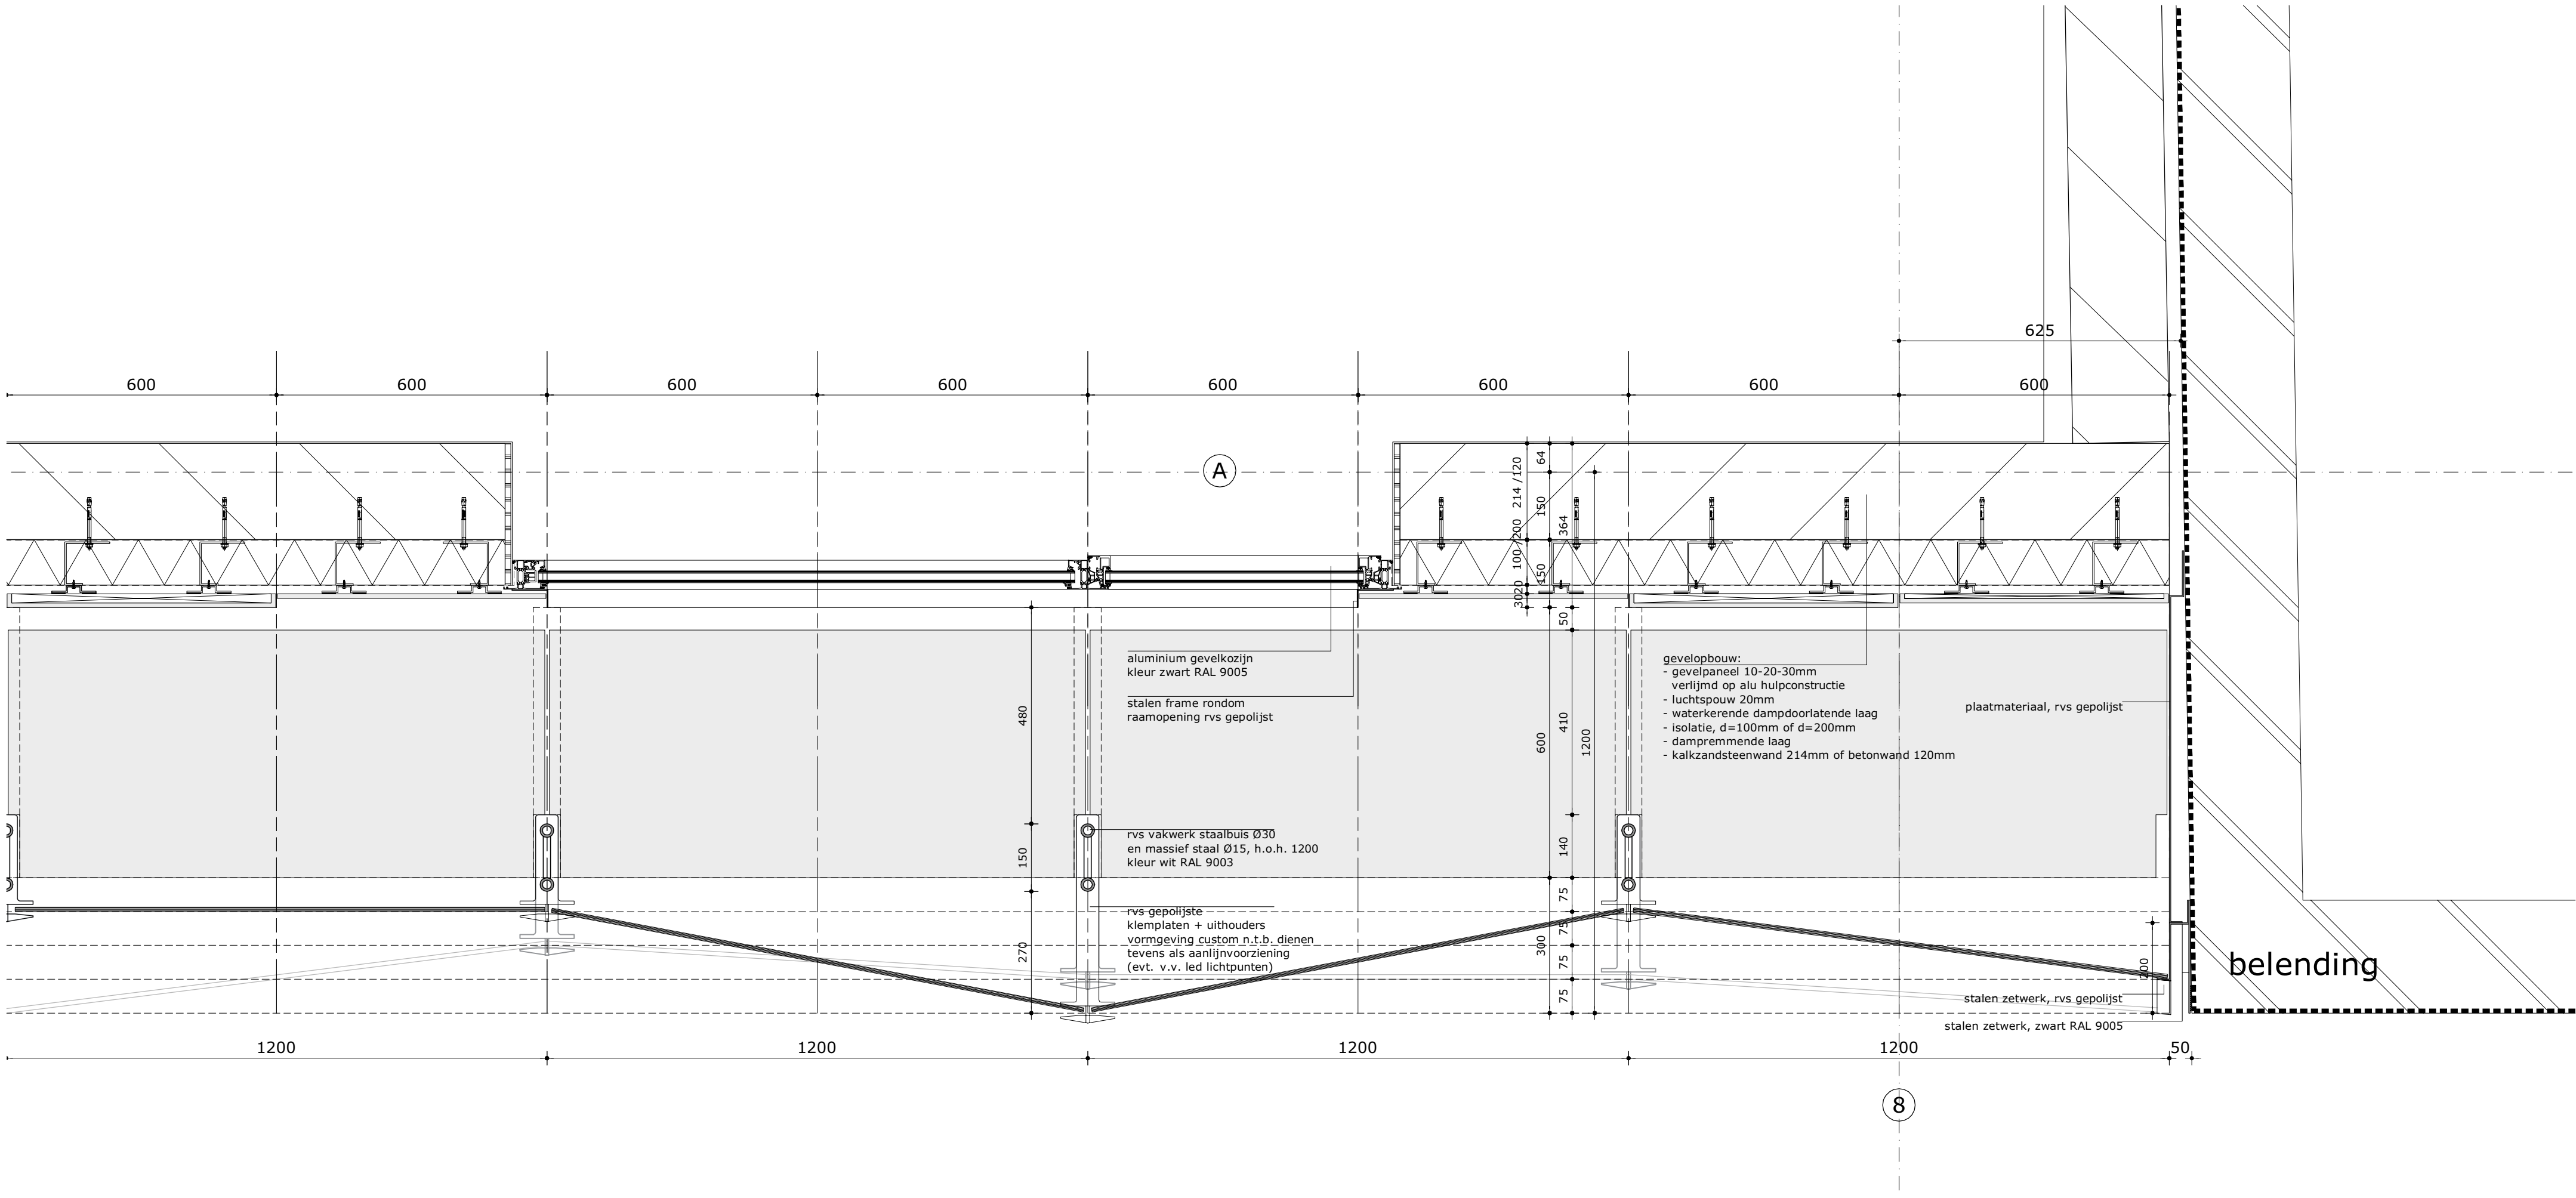 625
600 600 600 600 600 600 600 600
A
214 /120
64
150
364
100 /200
150
3020
50
aluminium gevelkozijn
kleur zwart RAL 9005
stalen frame rondom
raamopening rvs gepolijst
gevelopbouw:
- gevelpaneel 10-20-30mm
verlijmd op alu hulpconstructie
- luchtspouw 20mm
- waterkerende dampdoorlatende laag
- isolatie, d=100mm of d=200mm
- dampremmende laag
- kalkzandsteenwand 214mm of betonwand 120mm
plaatmateriaal, rvs gepolijst
480
410
600
1200
rvs vakwerk staalbuis Ø30
en massief staal Ø15, h.o.h. 1200
kleur wit RAL 9003
150
140
75
rvs gepolijste
klemplaten + uithouders
vormgeving custom n.t.b. dienen
tevens als aanlijnvoorziening
(evt. v.v. led lichtpunten)
270
300
75
75
75
200
belending
stalen zetwerk, rvs gepolijst
stalen zetwerk, zwart RAL 9005
1200 1200 1200 1200 50
8